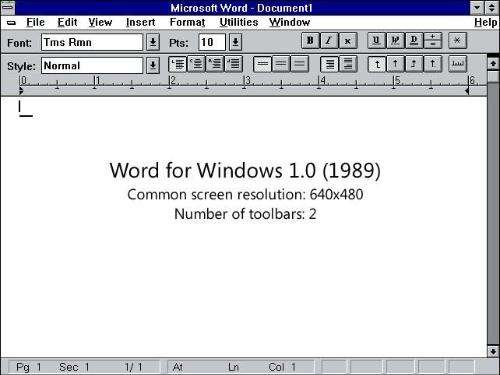 Microsoft Word - Document1
File Edit View Insert Format Utilities Window Help
Font: Tms Rmn Pts: 10 B I K U W D
Style: Normal
0 1 2 3 4 5 6
Word for Windows 1.0 (1989)
Common screen resolution: 640x480
Number of toolbars: 2
Pg 1 Sec 1 1/1 At Ln Col 1